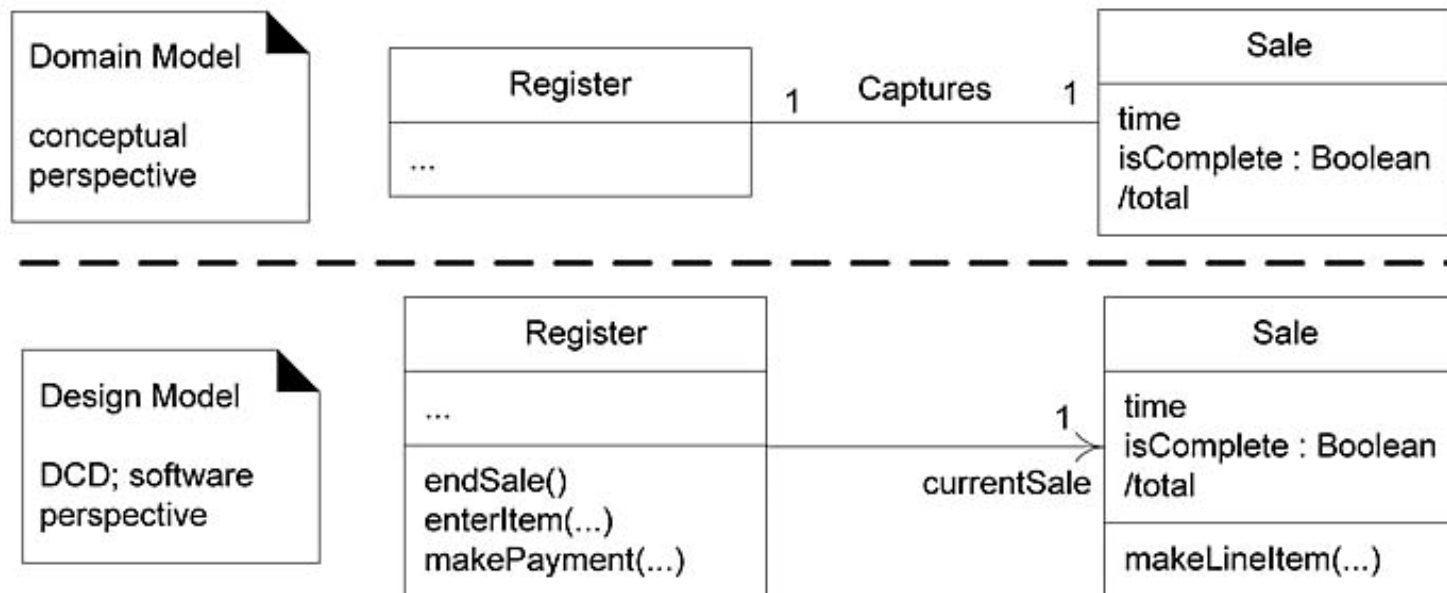 Domain Model
conceptual
perspective
Register
...
1
Captures
1
Sale
time
isComplete : Boolean
/total
Design Model
DCD; software
perspective
Register
...
endSale()
enterItem(...)
makePayment(...)
1
currentSale
Sale
time
isComplete : Boolean
/total
makeLineItem(...)